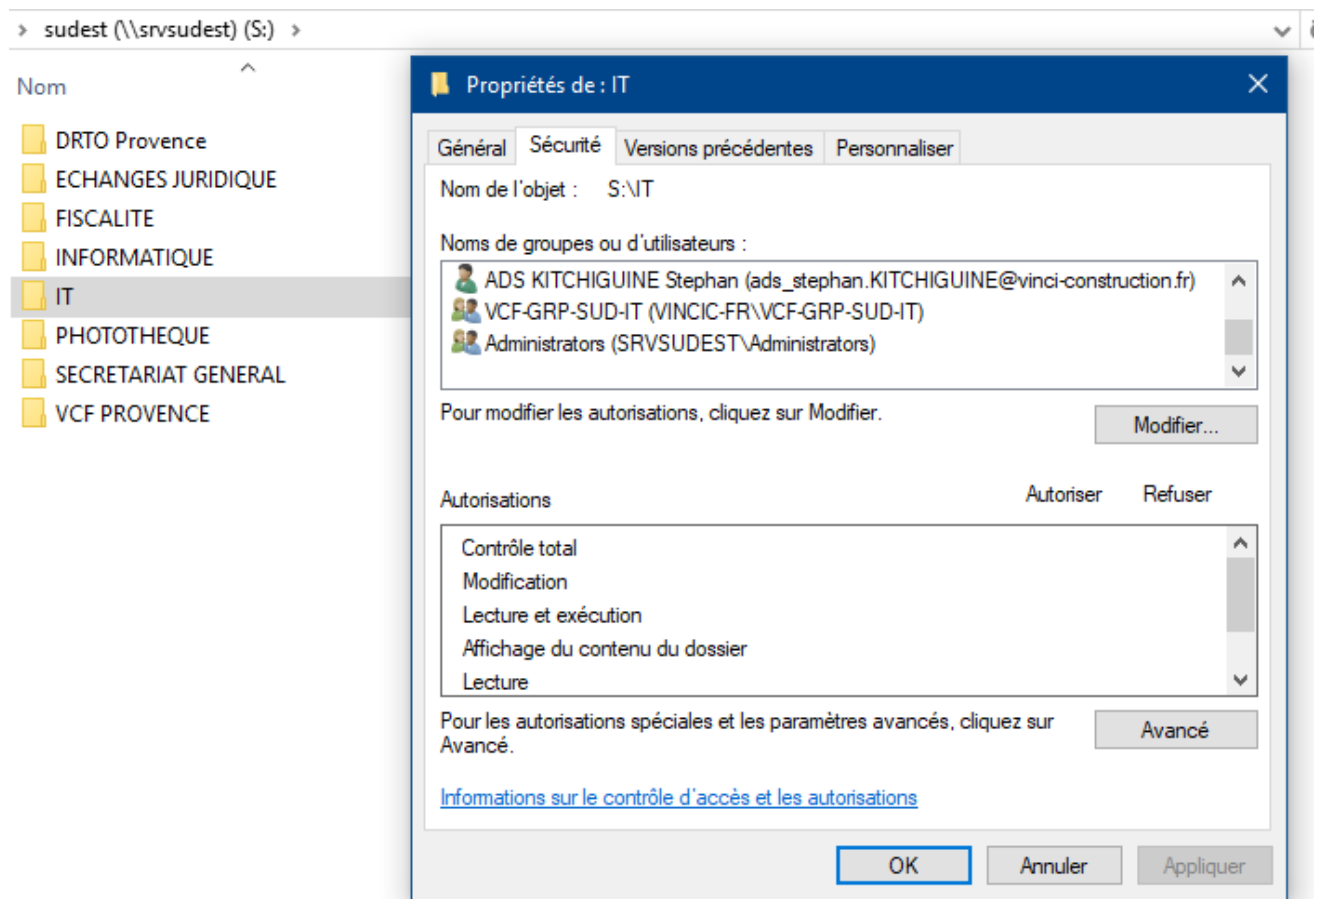 sudest (\\srvsudest) (S:)
Nom
DRTO Provence
ECHANGES JURIDIQUE
FISCALITE
INFORMATIQUE
IT
PHOTOTHEQUE
SECRETARIAT GENERAL
VCF PROVENCE
Propriétés de : IT
Général Sécurité Versions précédentes Personnaliser
Nom de l'objet : S:\IT
Noms de groupes ou d'utilisateurs :
ADS KITCHIGUINE Stephan (ads_stephan.KITCHIGUINE@vinci-construction.fr)
VCF-GRP-SUD-IT (VINCIC-FR\VCF-GRP-SUD-IT)
Administrators (SRVSUDEST\Administrators)
Pour modifier les autorisations, cliquez sur Modifier.
Modifier...
Autorisations Autoriser Refuser
Contrôle total
Modification
Lecture et exécution
Affichage du contenu du dossier
Lecture
Pour les autorisations spéciales et les paramètres avancés, cliquez sur
Avancé.
Avancé
Informations sur le contrôle d'accès et les autorisations
OK Annuler Appliquer